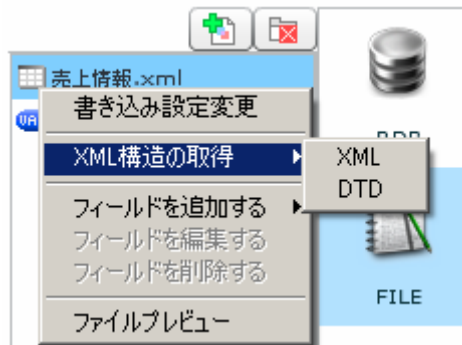 売上情報.xml
書き込み設定変更
XML構造の取得
XML
DTD
フィールドを追加する
フィールドを編集する
フィールドを削除する
ファイルプレビュー
FILE